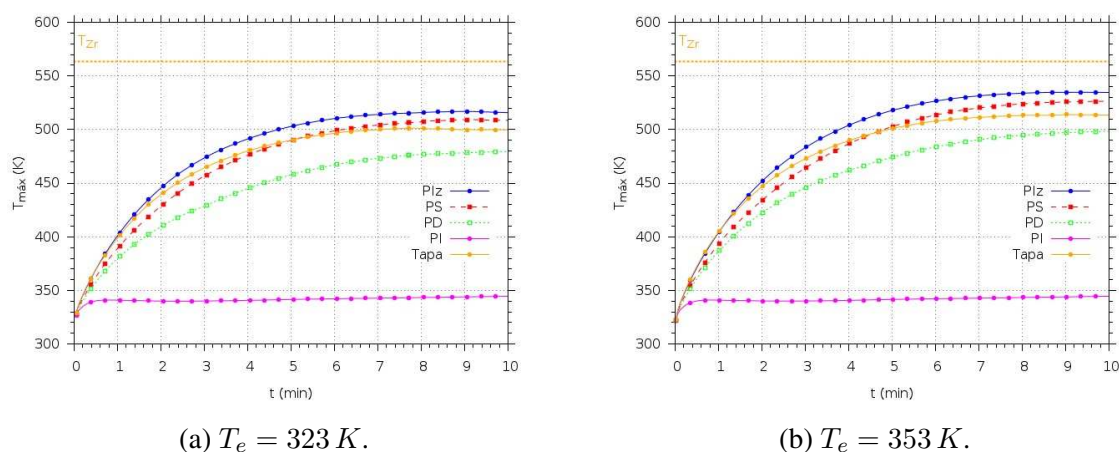 600
550
500
450
400
350
300
T_máx (K)
T_Zr
PIz
PS
PD
PI
Tapa
0 1 2 3 4 5 6 7 8 9 10
t (min)
(a) T_e = 323 K.
600
550
500
450
400
350
300
T_máx (K)
T_Zr
PIz
PS
PD
PI
Tapa
0 1 2 3 4 5 6 7 8 9 10
t (min)
(b) T_e = 353 K.